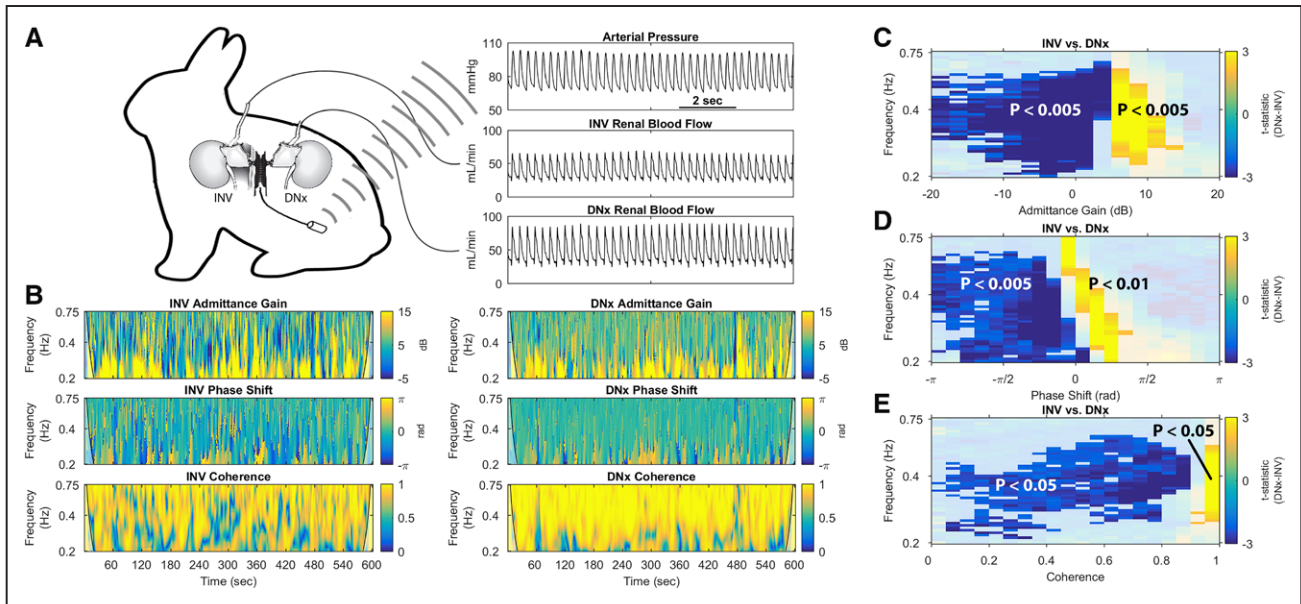 A
Arterial Pressure
110
mmHg
50
2 sec
INV Renal Blood Flow
100
mL/min
50
0
DNx Renal Blood Flow
100
mL/min
50
0
INV
DNx
B
INV Admittance Gain
Frequency (Hz)
0.75
0.4
0.2
15
10
5
0
-5
dB
INV Phase Shift
Frequency (Hz)
0.75
0.4
0.2
π
0
-π
rad
INV Coherence
Frequency (Hz)
0.75
0.4
0.2
1
0.5
0
60 120 180 240 300 360 420 480 540 600
Time (sec)
DNx Admittance Gain
Frequency (Hz)
0.75
0.4
0.2
15
10
5
0
-5
dB
DNx Phase Shift
Frequency (Hz)
0.75
0.4
0.2
π
0
-π
rad
DNx Coherence
Frequency (Hz)
0.75
0.4
0.2
1
0.5
0
60 120 180 240 300 360 420 480 540 600
Time (sec)
C
INV vs. DNx
Frequency (Hz)
0.75
0.4
0.2
P < 0.005
P < 0.005
-20 -10 0 10 20
Admittance Gain (dB)
3
0
-3
t-statistic
(DNx-INV)
D
INV vs. DNx
Frequency (Hz)
0.75
0.4
0.2
P < 0.005
P < 0.01
-π -π/2 0 π/2 π
Phase Shift (rad)
3
0
-3
t-statistic
(DNx-INV)
E
INV vs. DNx
Frequency (Hz)
0.75
0.4
0.2
P < 0.05
P < 0.05
0 0.2 0.4 0.6 0.8 1
Coherence
3
0
-3
t-statistic
(DNx-INV)